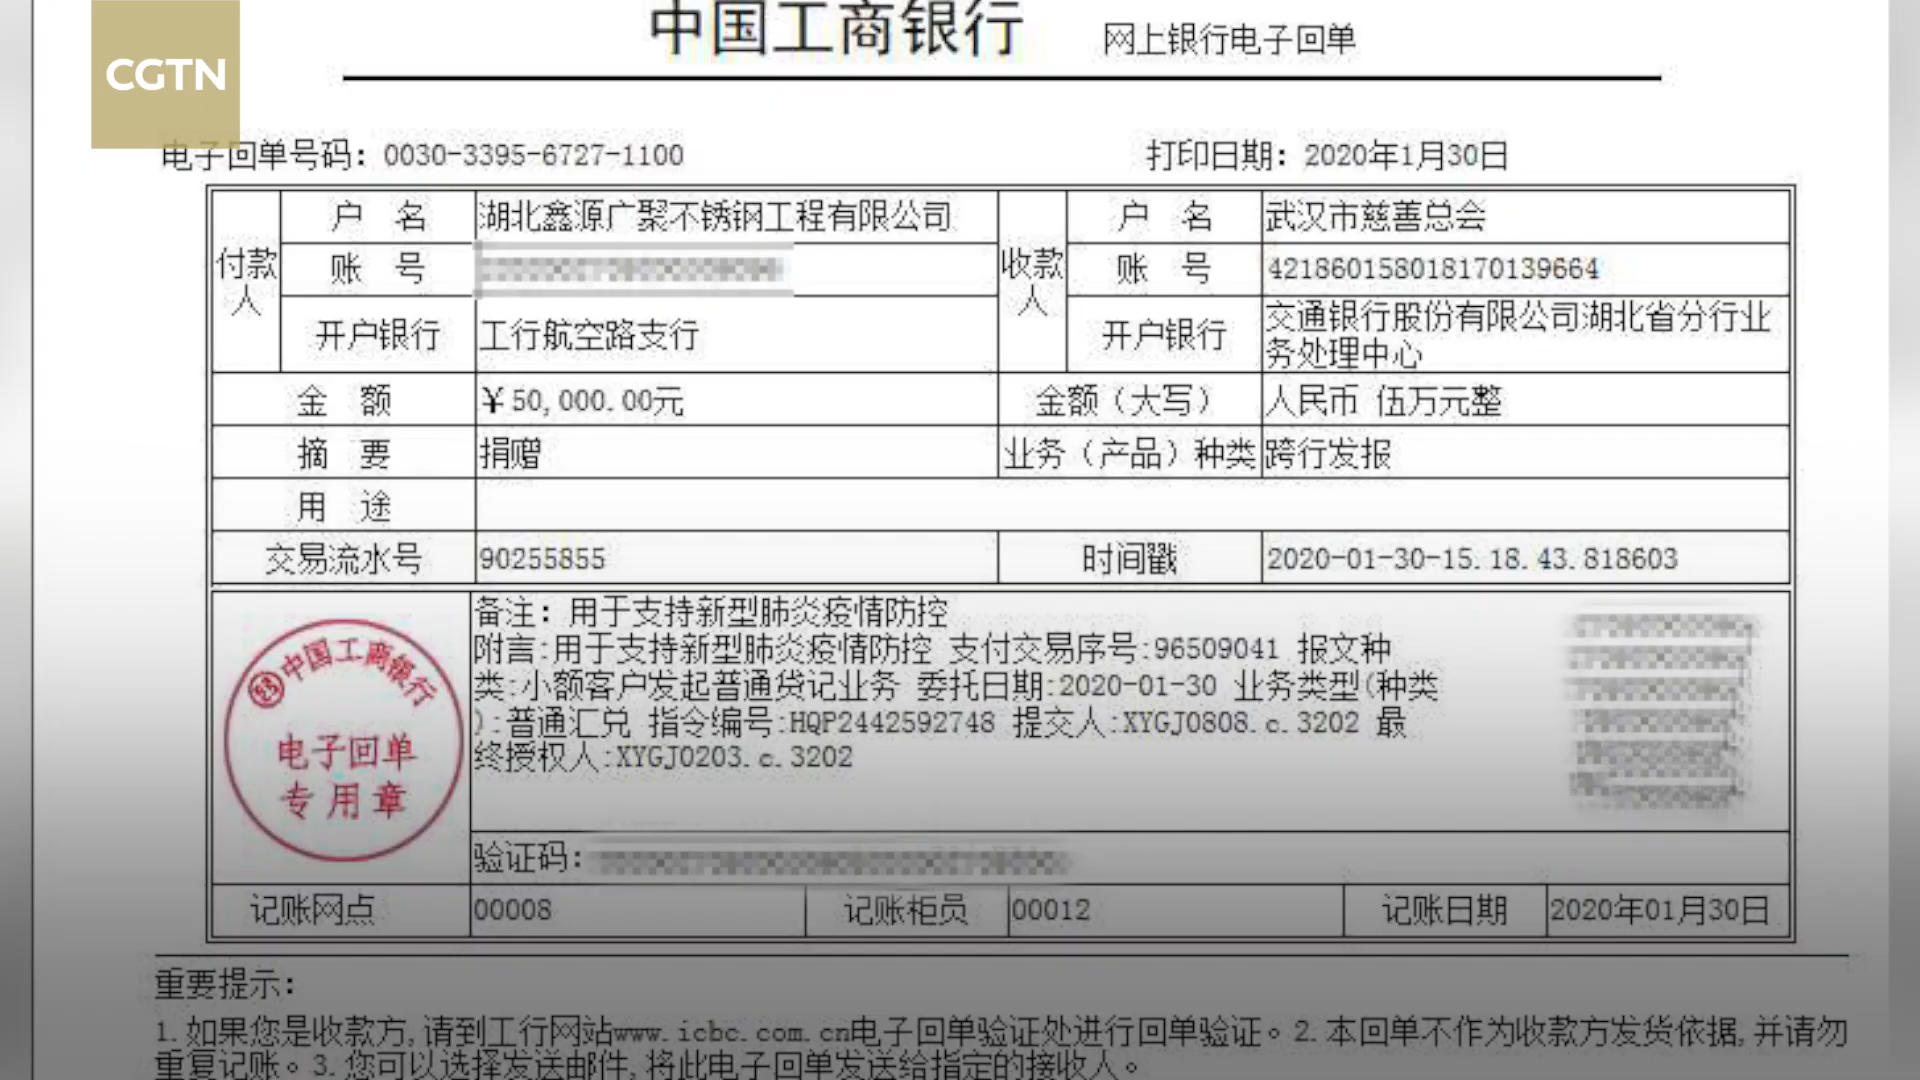 CGTN
中国工商银行 网上银行电子回单
电子回单号码：0030-3395-6727-1100 打印日期：2020年1月30日
付款人 户 名 湖北鑫源广聚不锈钢工程有限公司 收款人 户 名 武汉市慈善总会
账 号 账 号 421860158018170139664
开户银行 工行航空路支行 开户银行 交通银行股份有限公司湖北省分行业
务处理中心
金 额 ¥50,000.00元 金额（大写） 人民币 伍万元整
摘 要 捐赠 业务（产品）种类 跨行发报
用 途
交易流水号 90255855 时间戳 2020-01-30-15.18.43.818603
备注：用于支持新型肺炎疫情防控
附言:用于支持新型肺炎疫情防控 支付交易序号:96509041 报文种
类:小额客户发起普通贷记业务 委托日期:2020-01-30 业务类型(种类
):普通汇兑 指令编号:HQP2442592748 提交人:XYGJ0808.c.3202 最
终授权人:XYGJ0203.c.3202
中国工商银行
电子回单
专用章
验证码：
记账网点 00008 记账柜员 00012 记账日期 2020年01月30日
重要提示：
1.如果您是收款方,请到工行网站www.icbc.com.cn电子回单验证处进行回单验证。2.本回单不作为收款方发货依据,并请勿
重复记账。3.您可以选择发送邮件,将此电子回单发送给指定的接收人。